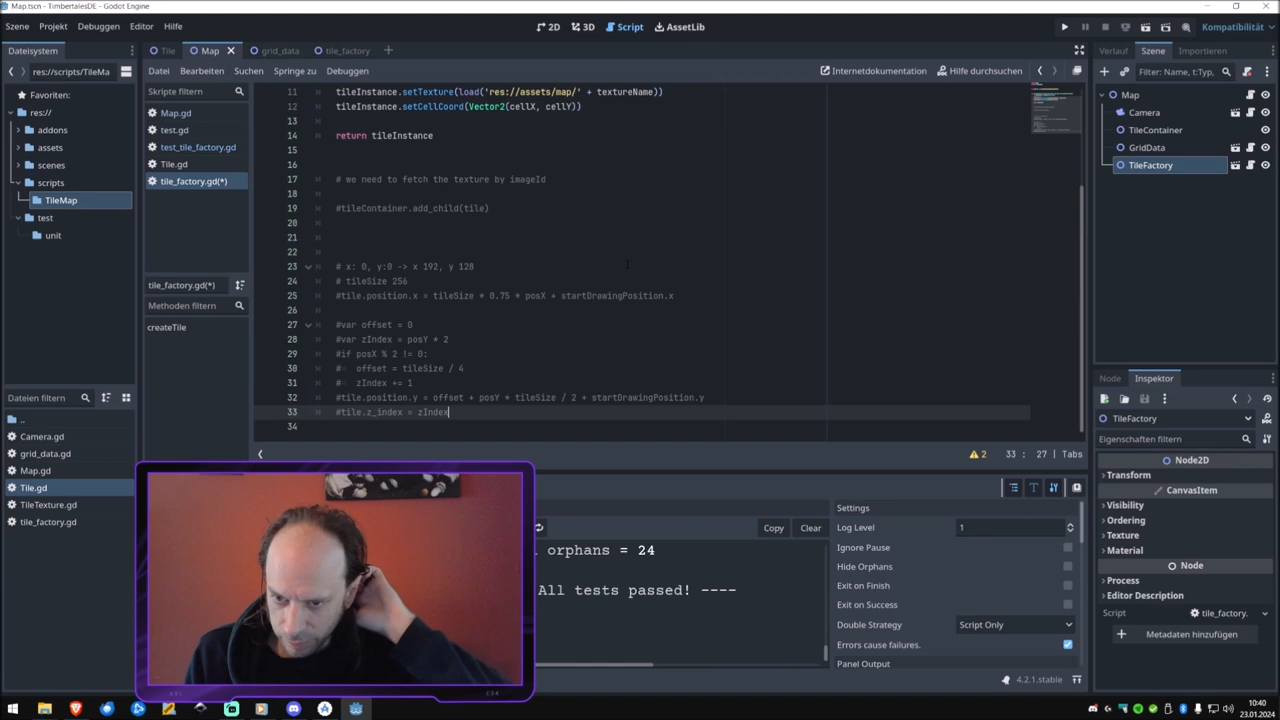 Map.tscn - TimbertalesDE - Godot Engine
Szene Projekt Debuggen Editor Hilfe
2D 3D Script AssetLib
Kompatibilität
Dateisystem
res://scripts/TileMa
Favoriten:
res://
addons
assets
scenes
scripts
TileMap
test
unit
Dateien filtern
..
Camera.gd
grid_data.gd
Map.gd
Tile.gd
TileTexture.gd
tile_factory.gd
Tile Map grid_data tile_factory
Datei Bearbeiten Suchen Springe zu Debuggen
Internetdokumentation Hilfe durchsuchen
Skripte filtern
Map.gd
test.gd
test_tile_factory.gd
Tile.gd
tile_factory.gd(*)
tile_factory.gd(*)
Methoden filtern
createTile
11 tileInstance.setTexture(load('res://assets/map/' + textureName))
12 tileInstance.setCellCoord(Vector2(cellX, cellY))
13
14 return tileInstance
15
16
17 # we need to fetch the texture by imageId
18
19 #tileContainer.add_child(tile)
20
21
22
23 # x: 0, y:0 -> x 192, y 128
24 # tileSize 256
25 #tile.position.x = tileSize * 0.75 * posX + startDrawingPosition.x
26
27 #var offset = 0
28 #var zIndex = posY * 2
29 #if posX % 2 != 0:
30 # offset = tileSize / 4
31 # zIndex += 1
32 #tile.position.y = offset + posY * tileSize / 2 + startDrawingPosition.y
33 #tile.z_index = zIndex
34
2 33 : 27 | Tabs
Copy Clear
orphans = 24
All tests passed! ----
Settings
Log Level 1
Ignore Pause
Hide Orphans
Exit on Finish
Exit on Success
Double Strategy Script Only
Errors cause failures.
Panel Output
4.2.1.stable
Verlauf Szene Importieren
Filter: Name, t:Typ,
Map
Camera
TileContainer
GridData
TileFactory
Node Inspektor
TileFactory
Eigenschaften filtern
Node2D
Transform
CanvasItem
Visibility
Ordering
Texture
Material
Node
Process
Editor Description
Script tile_factory.
Metadaten hinzufügen
10:40
23.01.2024